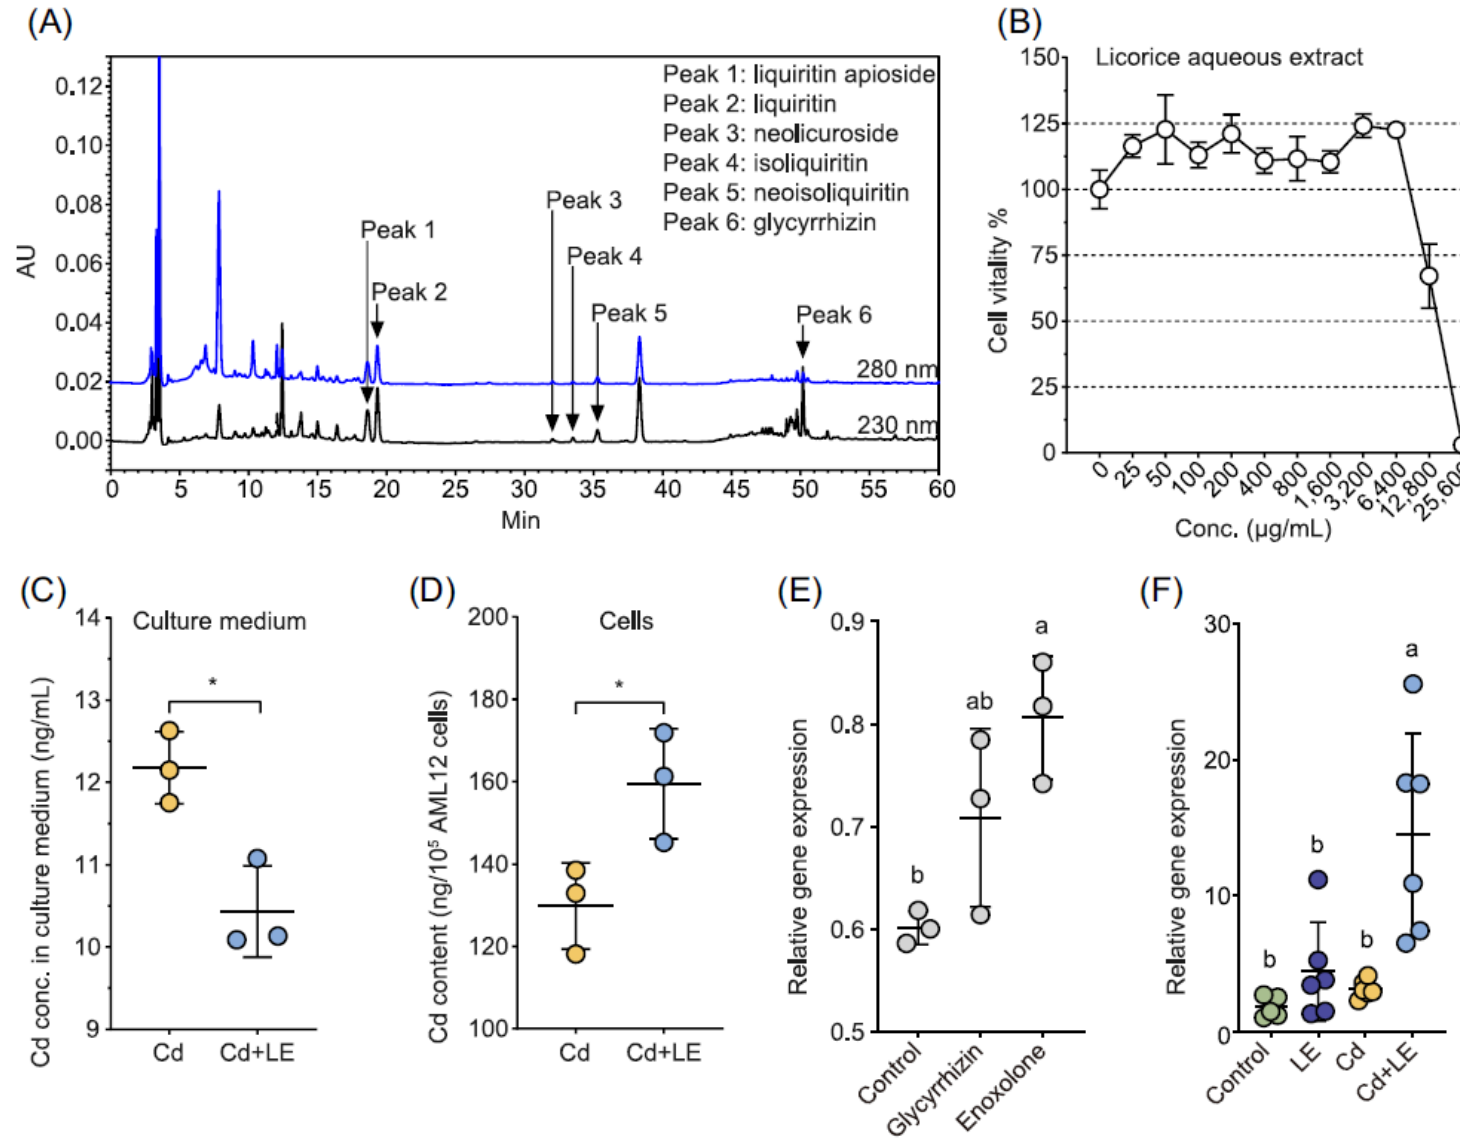 (A)
AU
0.12
0.10
0.08
0.06
0.04
0.02
0.00
Peak 1: liquiritin apioside
Peak 2: liquiritin
Peak 3: neolicuroside
Peak 4: isoliquiritin
Peak 5: neoisoliquiritin
Peak 6: glycyrrhizin
Peak 1
Peak 2
Peak 3
Peak 4
Peak 5
Peak 6
280 nm
230 nm
0 5 10 15 20 25 30 35 40 45 50 55 60
Min
(B)
Licorice aqueous extract
Cell vitality %
150
125
100
75
50
25
0
0 25 50 100 200 400 800 1,600 3,200 6,400 12,800
Conc. (µg/mL)
(C)
Culture medium
Cd conc. in culture medium (ng/mL)
14
13
12
11
10
9
*
Cd Cd+LE
(D)
Cells
Cd content (ng/10⁵ AML12 cells)
200
180
160
140
120
100
*
Cd Cd+LE
(E)
Relative gene expression
0.9
0.8
0.7
0.6
0.5
b
ab
a
Control Glycyrrhizin Enoxolone
(F)
Relative gene expression
30
20
10
0
b
b
b
a
Control LE Cd Cd+LE